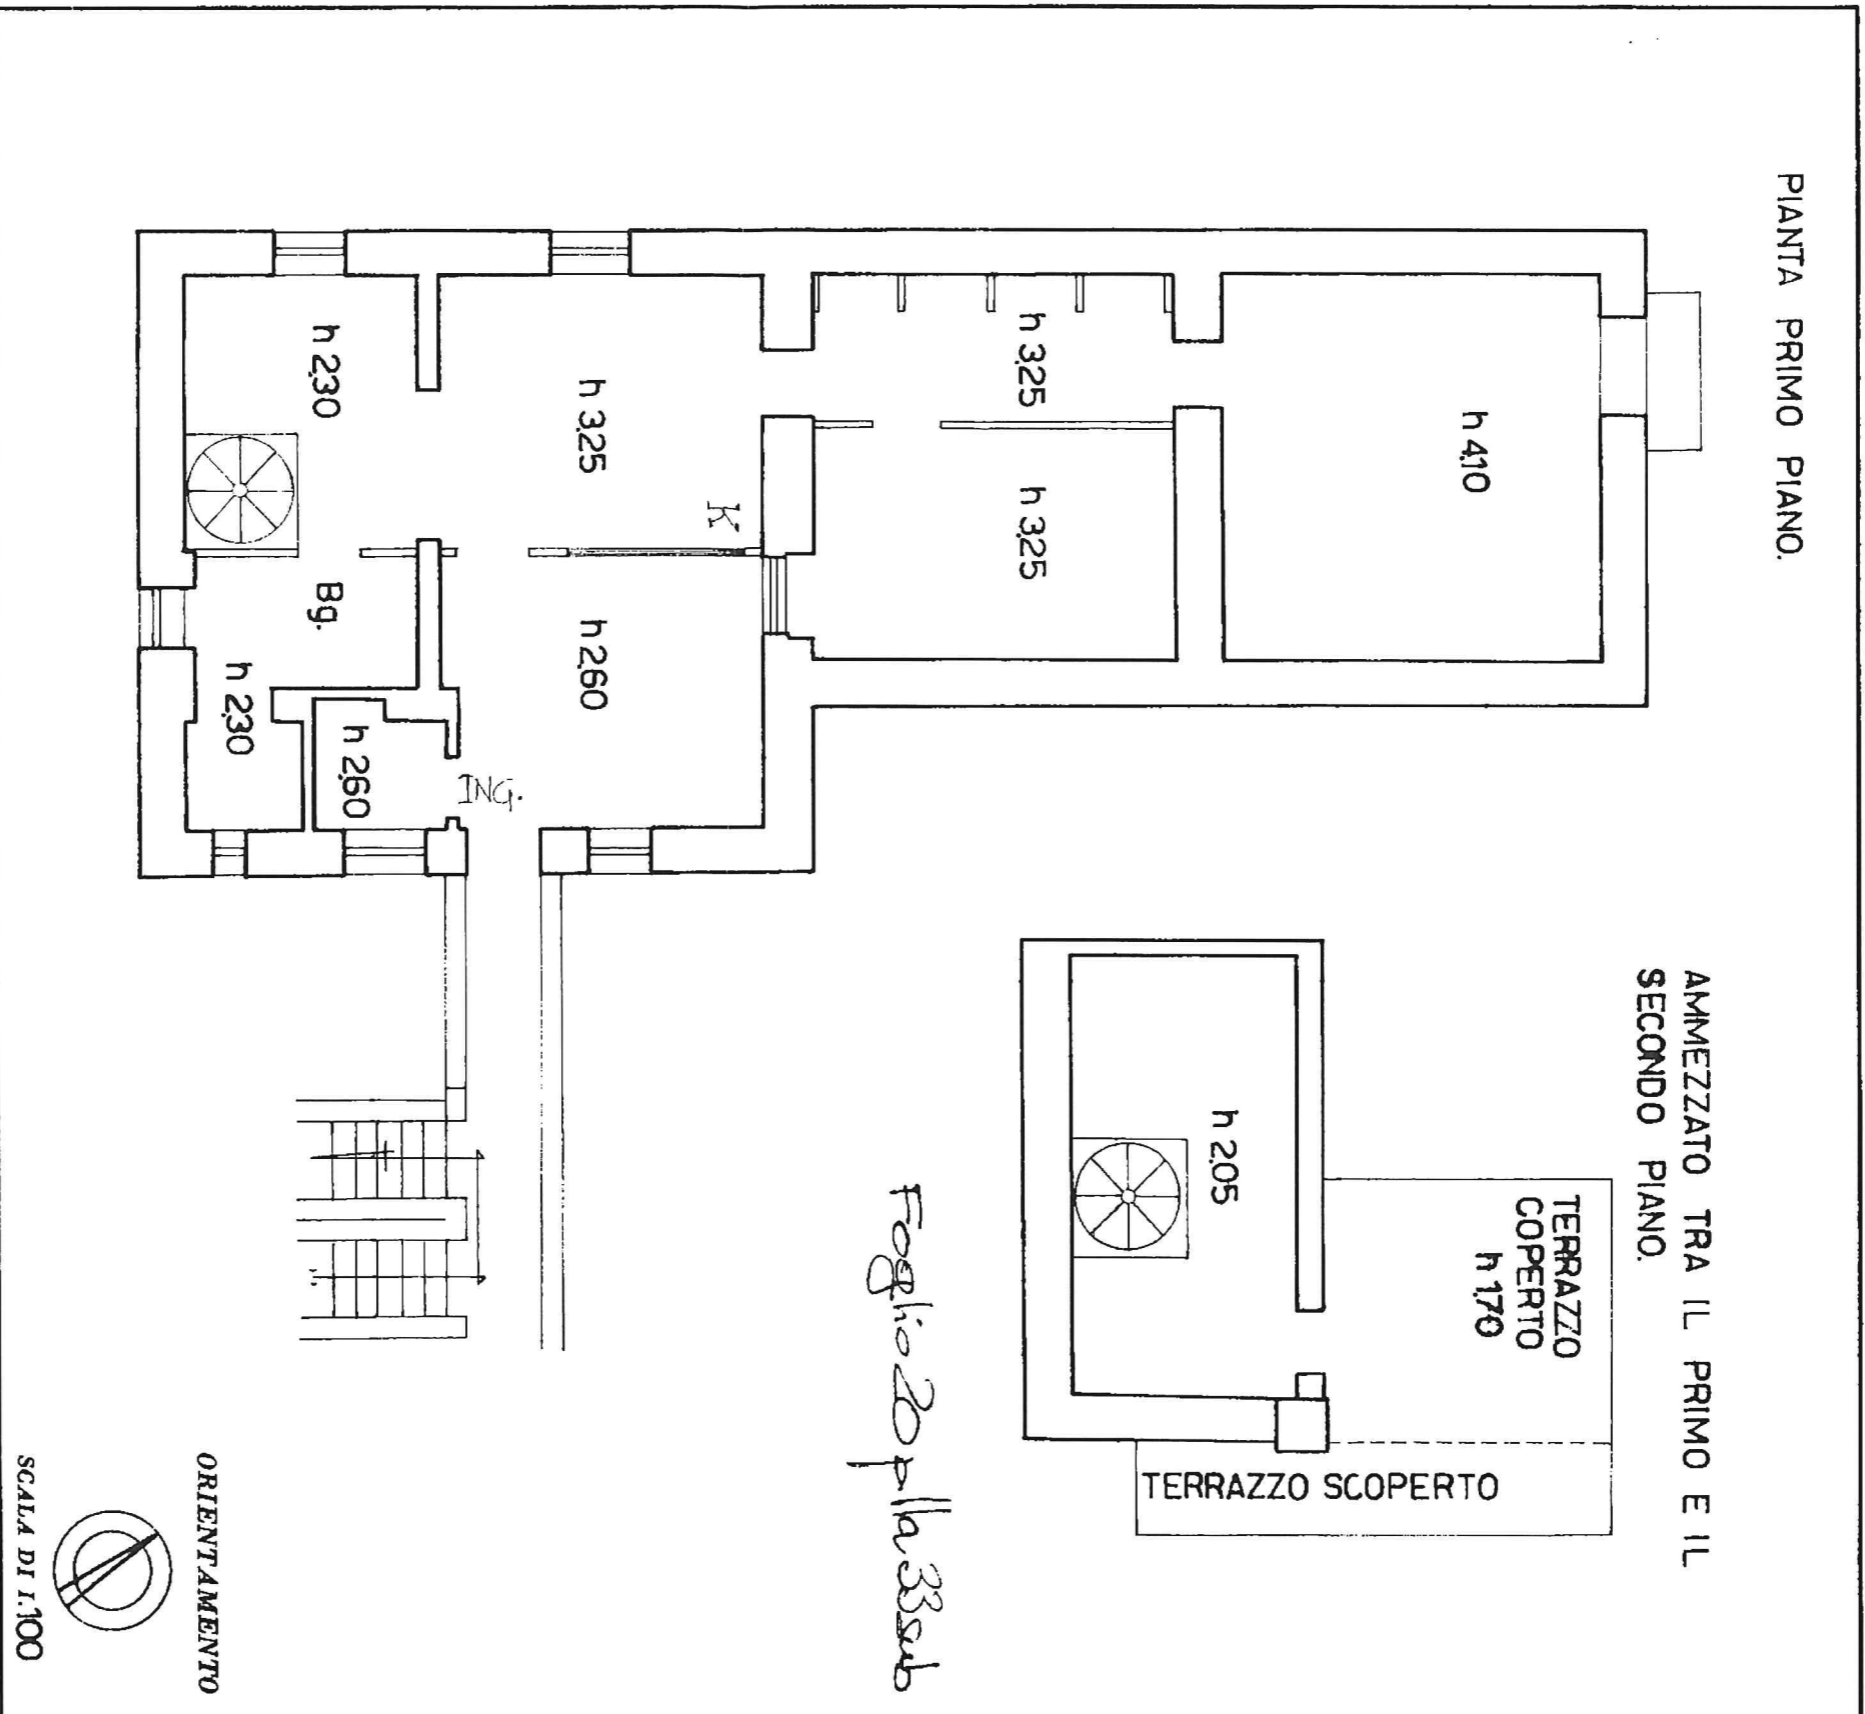 PIANTA PRIMO PIANO.
h 4,10
h 3,25
h 3,25
h 3,25
K
h 2,60
h 2,30
Bg.
h 2,30
h 2,60
ING.
AMMEZZATO TRA IL PRIMO E IL
SECONDO PIANO.
TERRAZZO
COPERTO
h 1,70
h 2,05
TERRAZZO SCOPERTO
Foglio 20 p.lla 33 sub
ORIENTAMENTO
SCALA DI 1:100